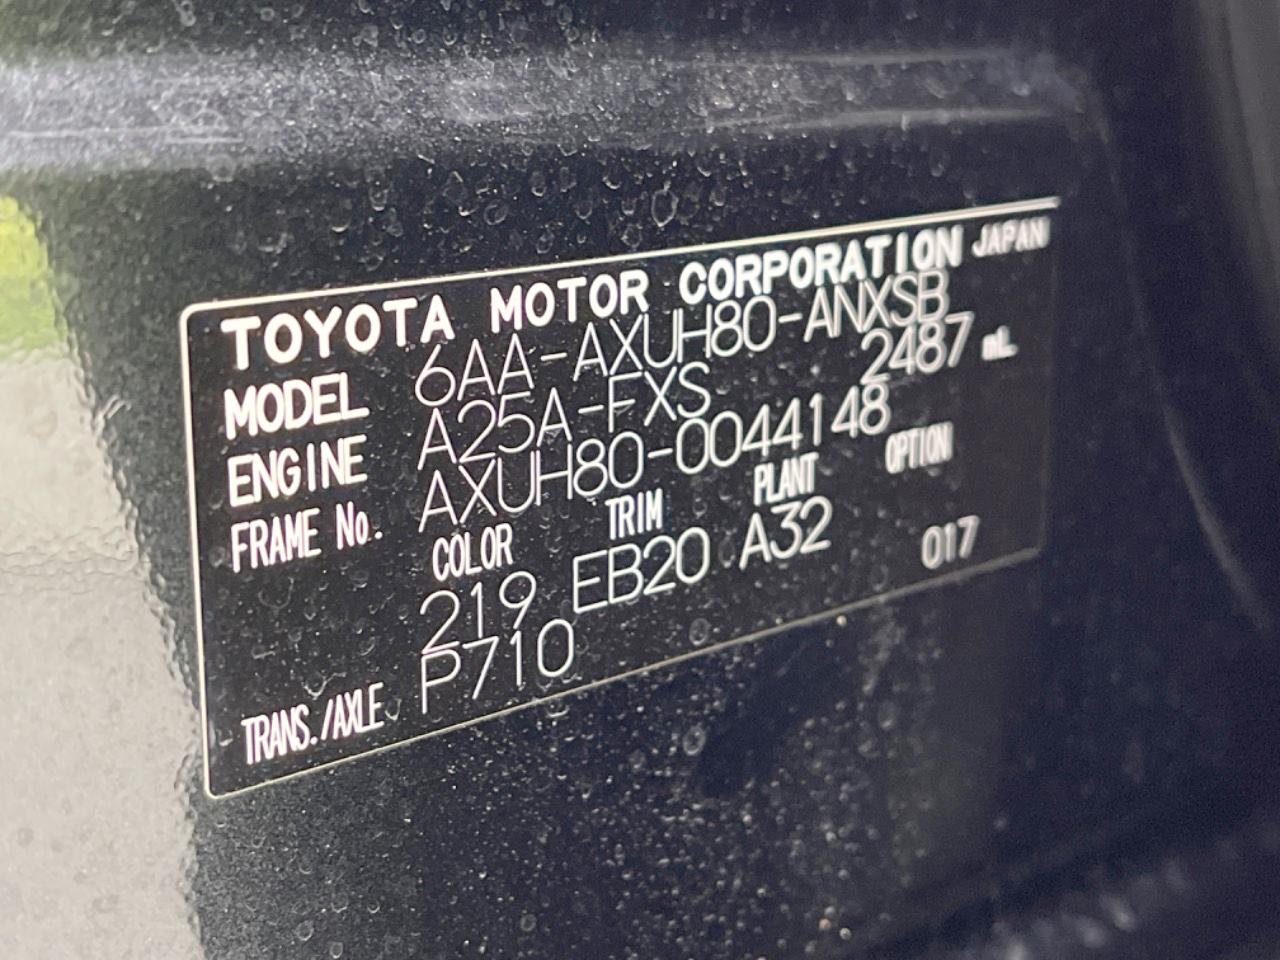 TOYOTA MOTOR CORPORATION JAPAN
MODEL 6AA-AXUH80-ANXSB
ENGINE A25A-FXS 2487 mL
FRAME No. AXUH80-0044148
COLOR TRIM PLANT OPTION
219 EB20 A32 017
TRANS./AXLE P710